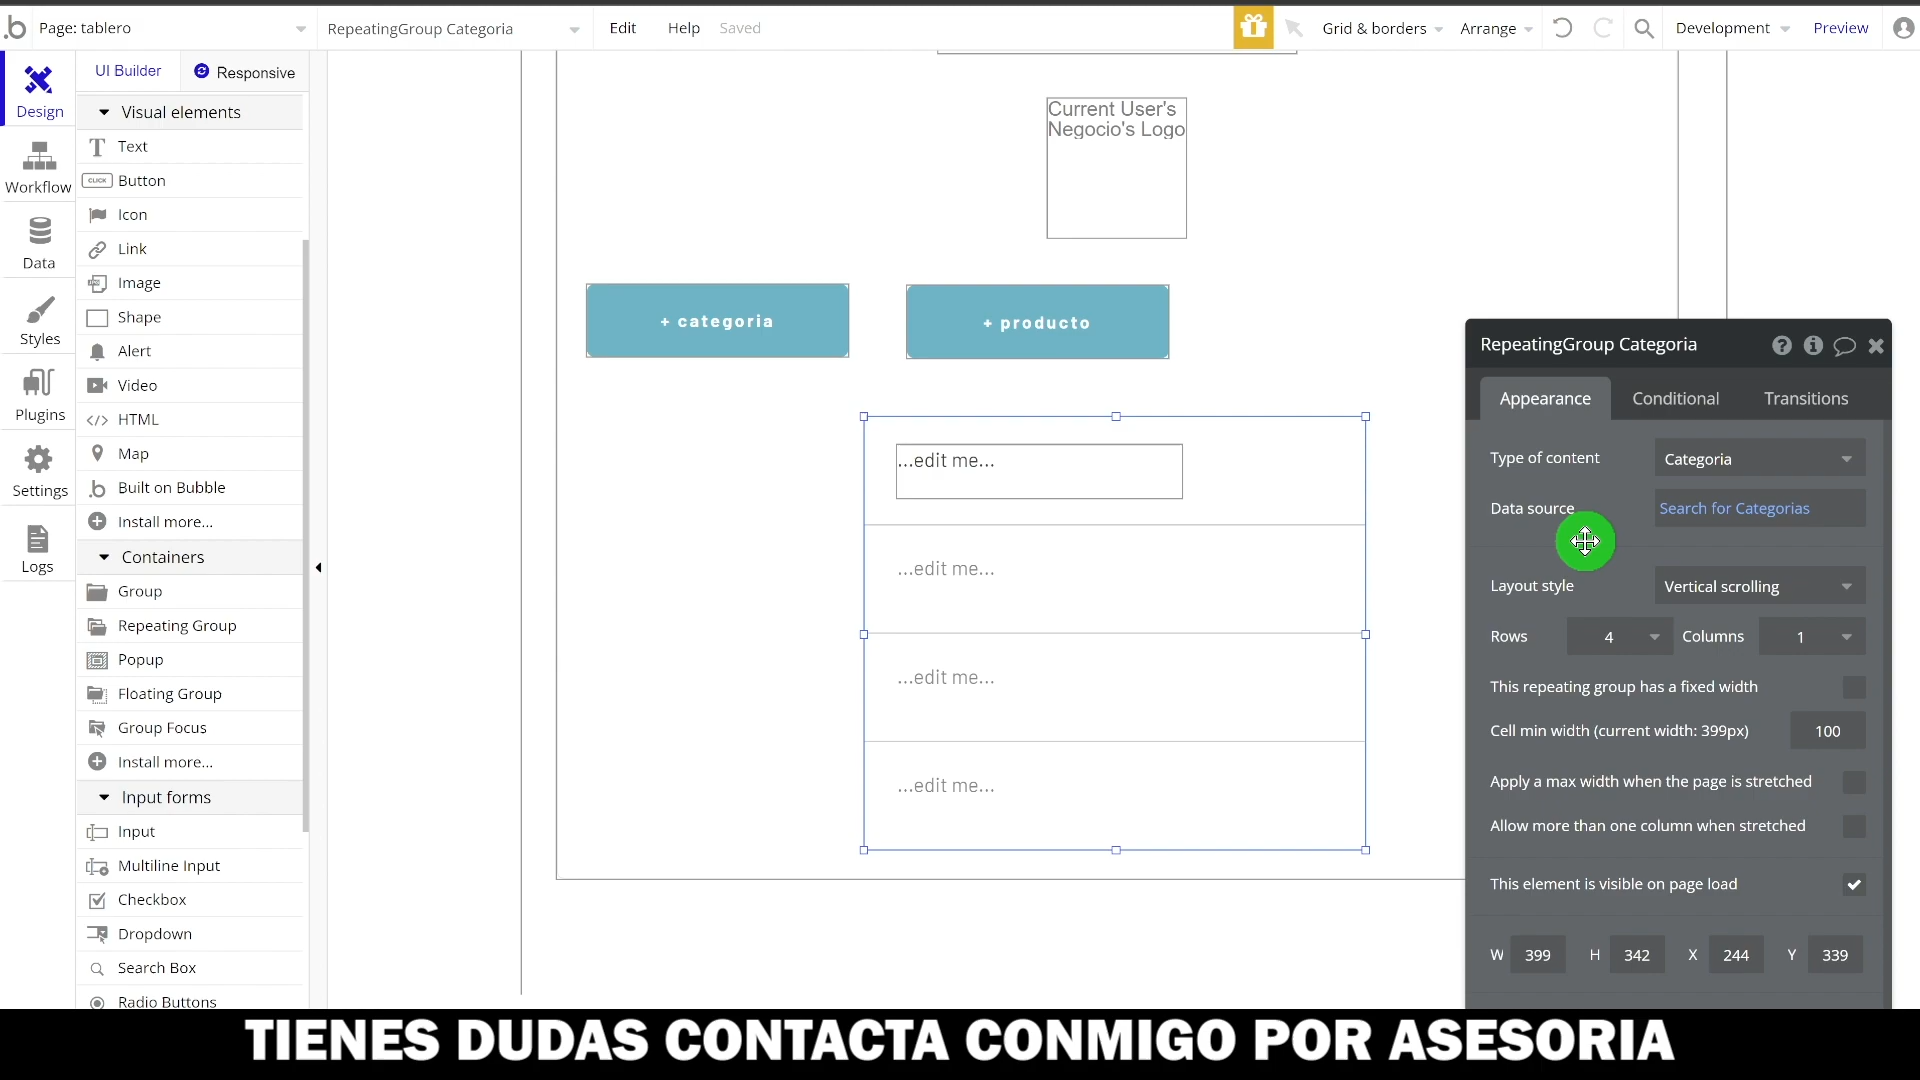 Page: tablero
RepeatingGroup Categoria
Edit
Help
Saved
Grid & borders
Arrange
Development
Preview
UI Builder
Responsive
Design
Workflow
Data
Styles
Plugins
Settings
Logs
Visual elements
Text
CLICK
Button
Icon
Link
Image
Shape
Alert
Video
HTML
Map
Built on Bubble
Install more...
Containers
Group
Repeating Group
Popup
Floating Group
Group Focus
Install more...
Input forms
Input
Multiline Input
Checkbox
Dropdown
Search Box
Radio Buttons
Current User's
Negocio's Logo
+ categoria
+ producto
...edit me...
...edit me...
...edit me...
...edit me...
RepeatingGroup Categoria
Appearance
Conditional
Transitions
Type of content
Categoria
Data source
Search for Categorias
Layout style
Vertical scrolling
Rows
4
Columns
1
This repeating group has a fixed width
Cell min width (current width: 399px)
100
Apply a max width when the page is stretched
Allow more than one column when stretched
This element is visible on page load
W 399 H 342 X 244 Y 339
TIENES DUDAS CONTACTA CONMIGO POR ASESORIA